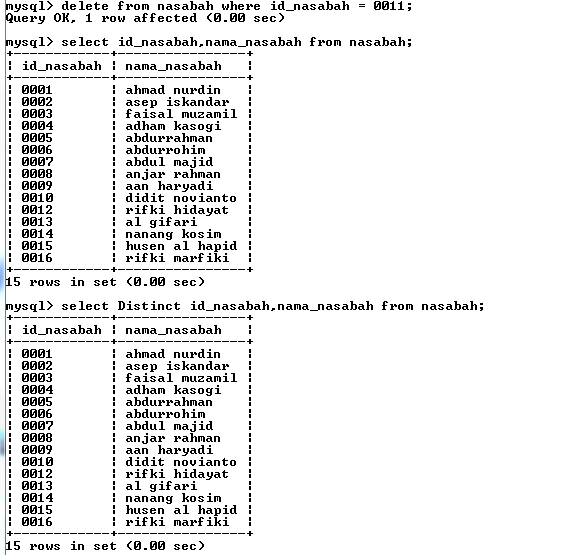 mysql> delete from nasabah where id_nasabah = 0011;
Query OK, 1 row affected (0.00 sec)
mysql> select id_nasabah,nama_nasabah from nasabah;
+------------+----------------+
| id_nasabah | nama_nasabah   |
+------------+----------------+
| 0001       | ahmad nurdin   |
| 0002       | asep iskandar  |
| 0003       | faisal muzamil |
| 0004       | adham kasogi   |
| 0005       | abdurrahman    |
| 0006       | abdurrohim     |
| 0007       | abdul majid    |
| 0008       | anjar rahman   |
| 0009       | aan haryadi    |
| 0010       | didit novianto |
| 0012       | rifki hidayat  |
| 0013       | al gifari      |
| 0014       | nanang kosim   |
| 0015       | husen al hapid |
| 0016       | rifki marfiki  |
+------------+----------------+
15 rows in set (0.00 sec)
mysql> select Distinct id_nasabah,nama_nasabah from nasabah;
+------------+----------------+
| id_nasabah | nama_nasabah   |
+------------+----------------+
| 0001       | ahmad nurdin   |
| 0002       | asep iskandar  |
| 0003       | faisal muzamil |
| 0004       | adham kasogi   |
| 0005       | abdurrahman    |
| 0006       | abdurrohim     |
| 0007       | abdul majid    |
| 0008       | anjar rahman   |
| 0009       | aan haryadi    |
| 0010       | didit novianto |
| 0012       | rifki hidayat  |
| 0013       | al gifari      |
| 0014       | nanang kosim   |
| 0015       | husen al hapid |
| 0016       | rifki marfiki  |
+------------+----------------+
15 rows in set (0.00 sec)